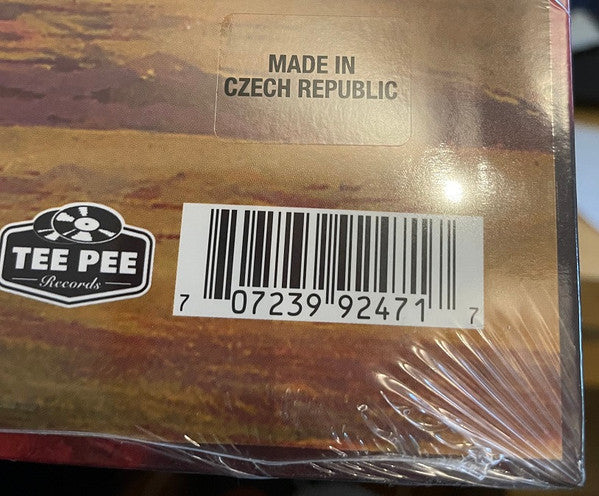 MADE IN
CZECH REPUBLIC
TEE PEE
Records
7 07239 92471 7